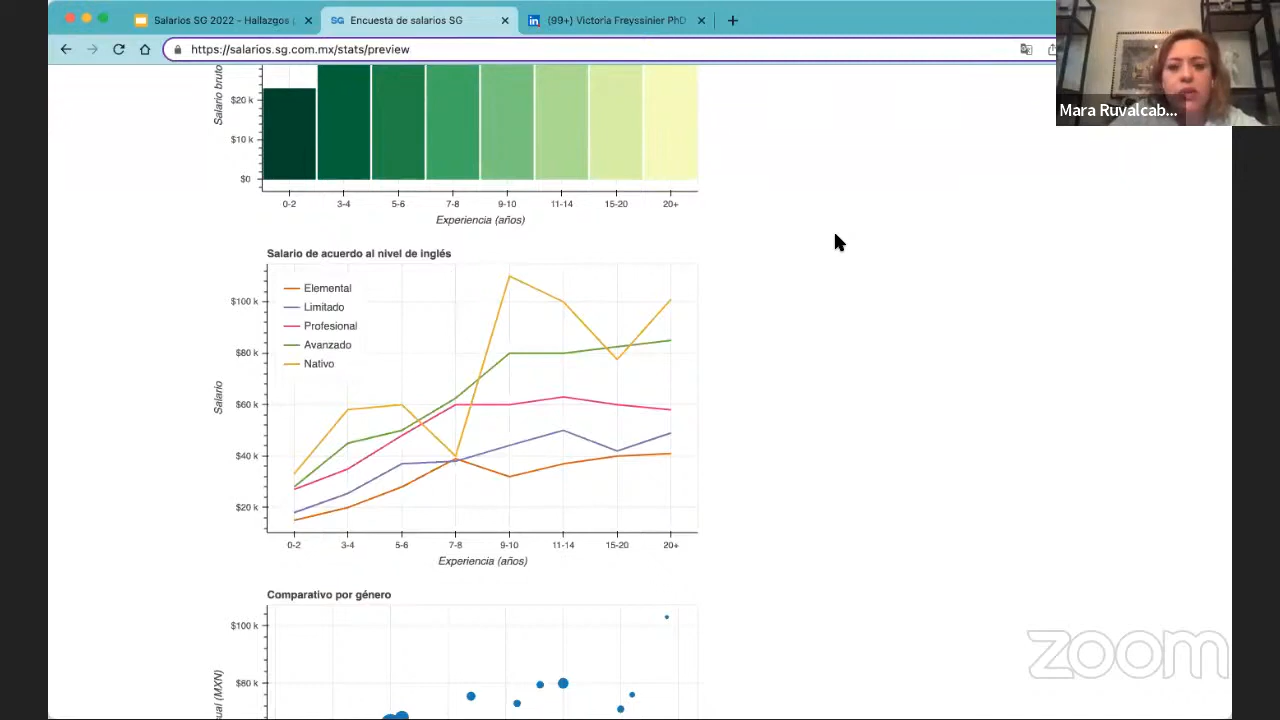 Salarios SG 2022 - Hallazgos
SG Encuesta de salarios SG
in (99+) Victoria Freyssinier PhD
https://salarios.sg.com.mx/stats/preview
Mara Ruvalcab...
Salario bruto
$20 k
$10 k
$0
0-2 3-4 5-6 7-8 9-10 11-14 15-20 20+
Experiencia (años)
Salario de acuerdo al nivel de inglés
Elemental
Limitado
Profesional
Avanzado
Nativo
Salario
$100 k
$80 k
$60 k
$40 k
$20 k
0-2 3-4 5-6 7-8 9-10 11-14 15-20 20+
Experiencia (años)
Comparativo por género
$100 k
$80 k
(MXN)
zoom